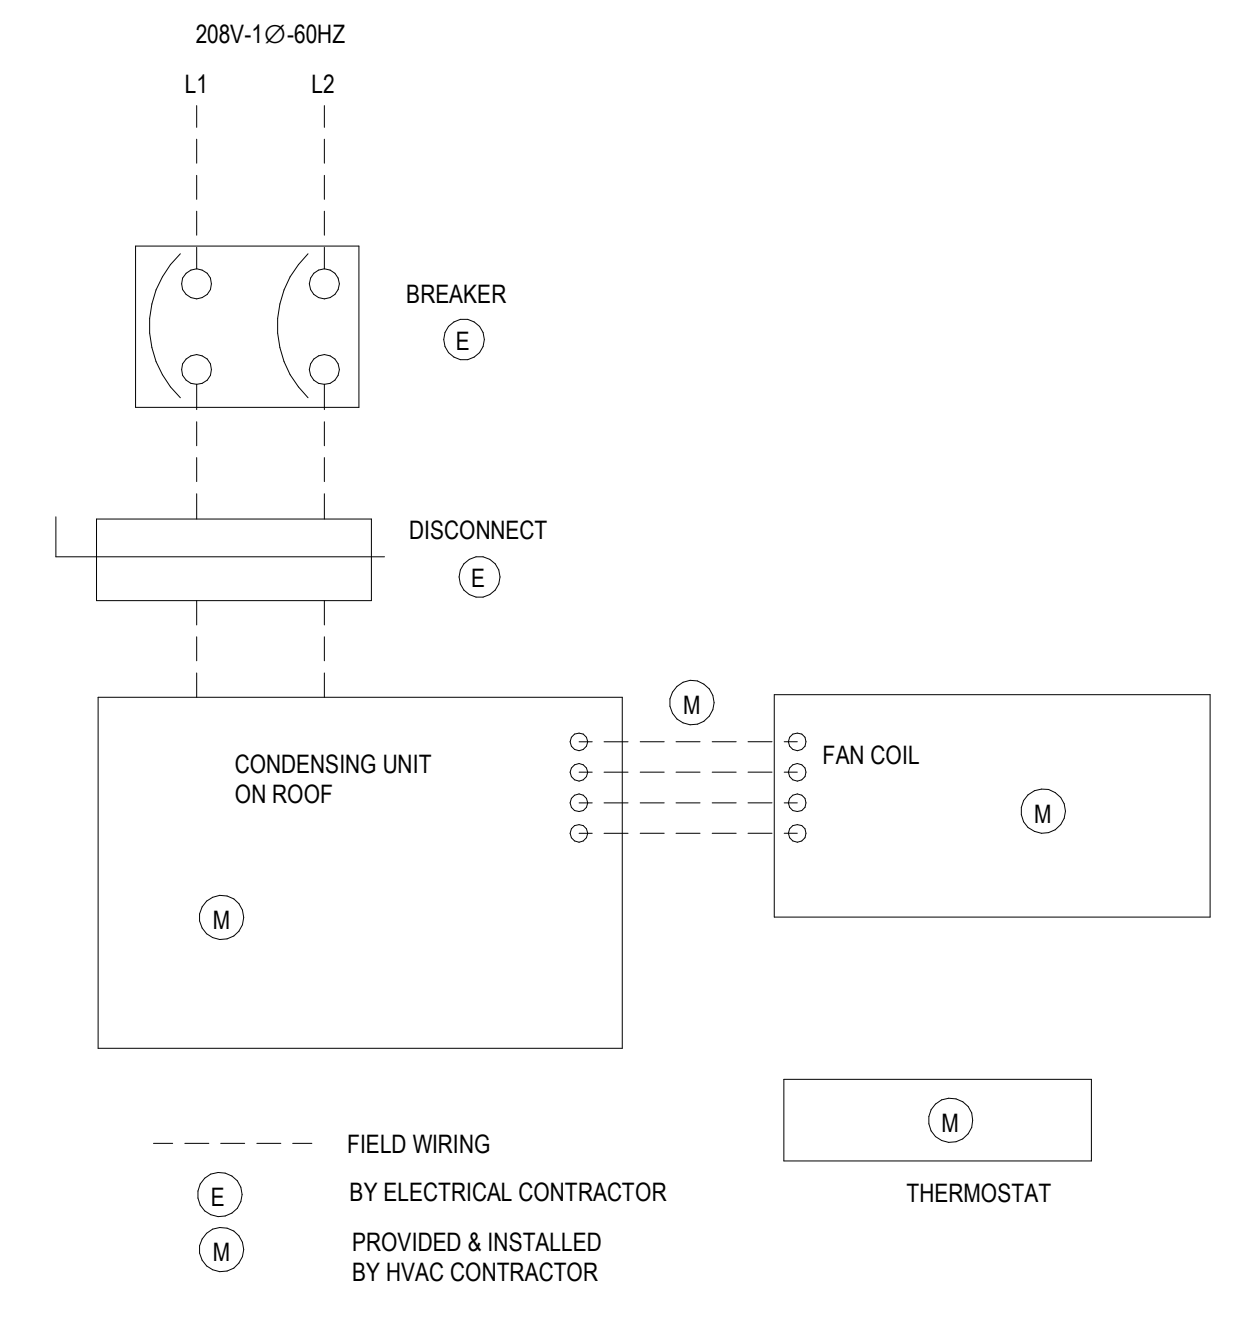 208V-1∅-60HZ
L1 L2
BREAKER
E
DISCONNECT
E
M
FAN COIL
CONDENSING UNIT
ON ROOF
M
M
M
THERMOSTAT
FIELD WIRING
E BY ELECTRICAL CONTRACTOR
M PROVIDED & INSTALLED
BY HVAC CONTRACTOR